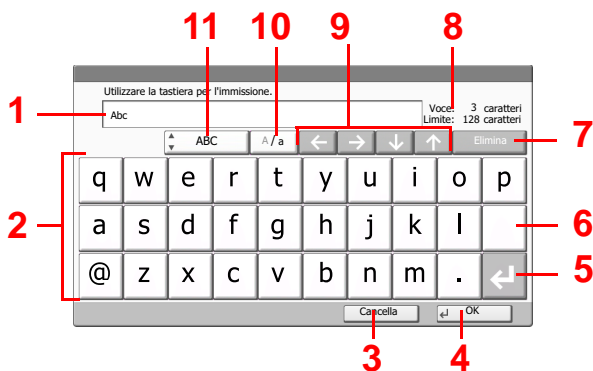 11 10 9 8
Utilizzare la tastiera per l'immissione.
1 Abc
Voce: 3 caratteri
Limite: 128 caratteri
ABC A/a ← → ↓ ↑ Elimina 7
q w e r t y u i o p
2 a s d f g h j k l 6
@ z x c v b n m . ↵ 5
Cancella ↵ OK
3 4